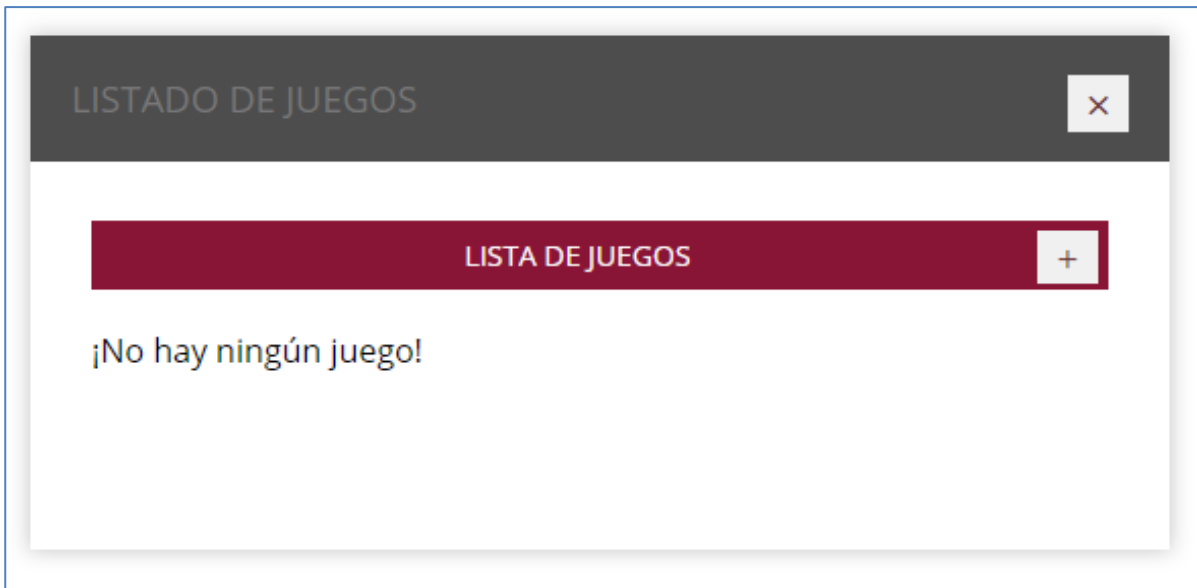 LISTADO DE JUEGOS
×
LISTA DE JUEGOS
+
¡No hay ningún juego!